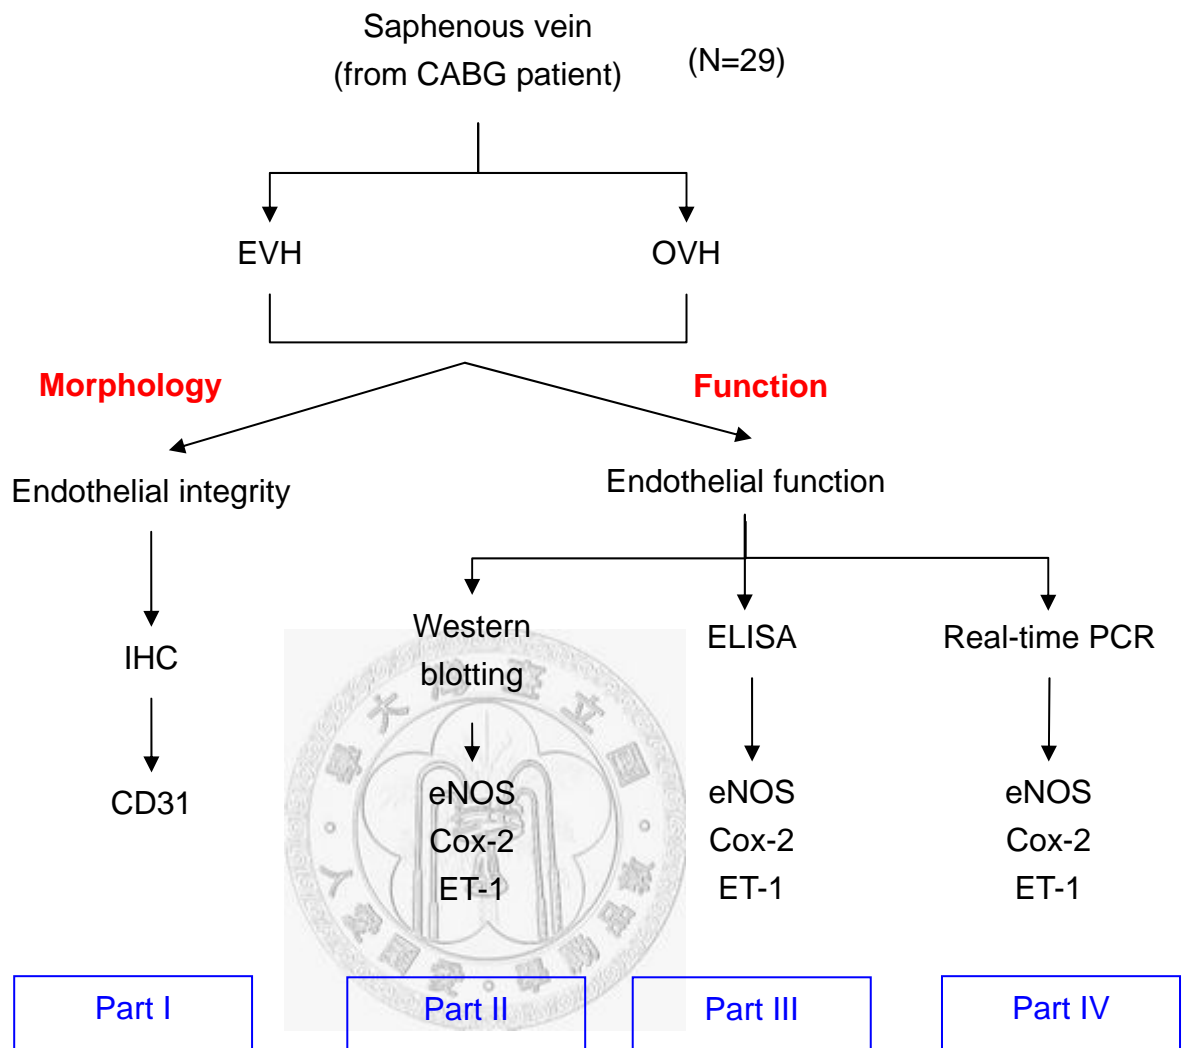 Saphenous vein
(from CABG patient)
(N=29)
EVH
OVH
Morphology
Function
Endothelial integrity
Endothelial function
IHC
Western
blotting
ELISA
Real-time PCR
CD31
eNOS
Cox-2
ET-1
eNOS
Cox-2
ET-1
eNOS
Cox-2
ET-1
Part I
Part II
Part III
Part IV